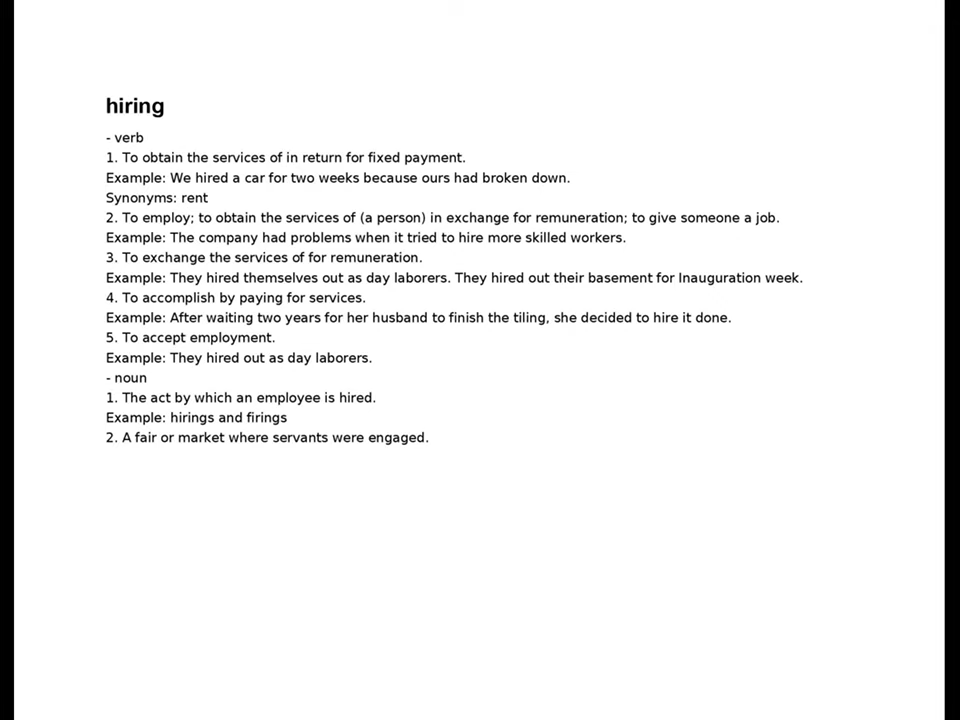 hiring
- verb
1. To obtain the services of in return for fixed payment.
Example: We hired a car for two weeks because ours had broken down.
Synonyms: rent
2. To employ; to obtain the services of (a person) in exchange for remuneration; to give someone a job.
Example: The company had problems when it tried to hire more skilled workers.
3. To exchange the services of for remuneration.
Example: They hired themselves out as day laborers. They hired out their basement for Inauguration week.
4. To accomplish by paying for services.
Example: After waiting two years for her husband to finish the tiling, she decided to hire it done.
5. To accept employment.
Example: They hired out as day laborers.
- noun
1. The act by which an employee is hired.
Example: hirings and firings
2. A fair or market where servants were engaged.